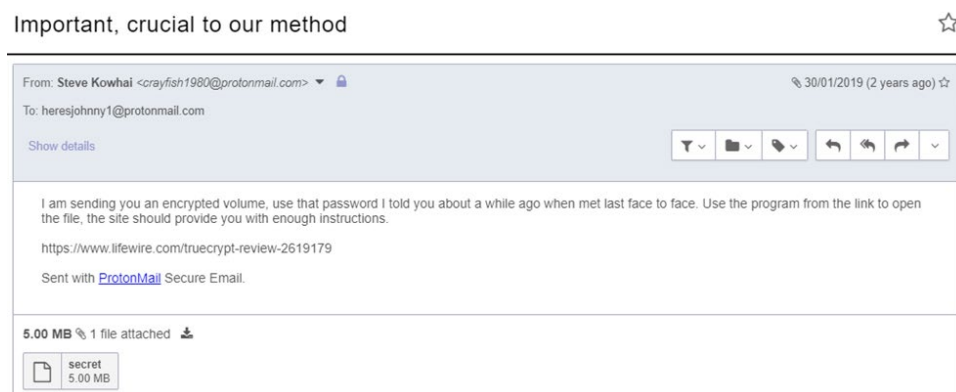 Important, crucial to our method
From: Steve Kowhai <crayfish1980@protonmail.com>
30/01/2019 (2 years ago)
To: heresjohnny1@protonmail.com
Show details
I am sending you an encrypted volume, use that password I told you about a while ago when met last face to face. Use the program from the link to open
the file, the site should provide you with enough instructions.
https://www.lifewire.com/truecrypt-review-2619179
Sent with ProtonMail Secure Email.
5.00 MB 1 file attached
secret
5.00 MB